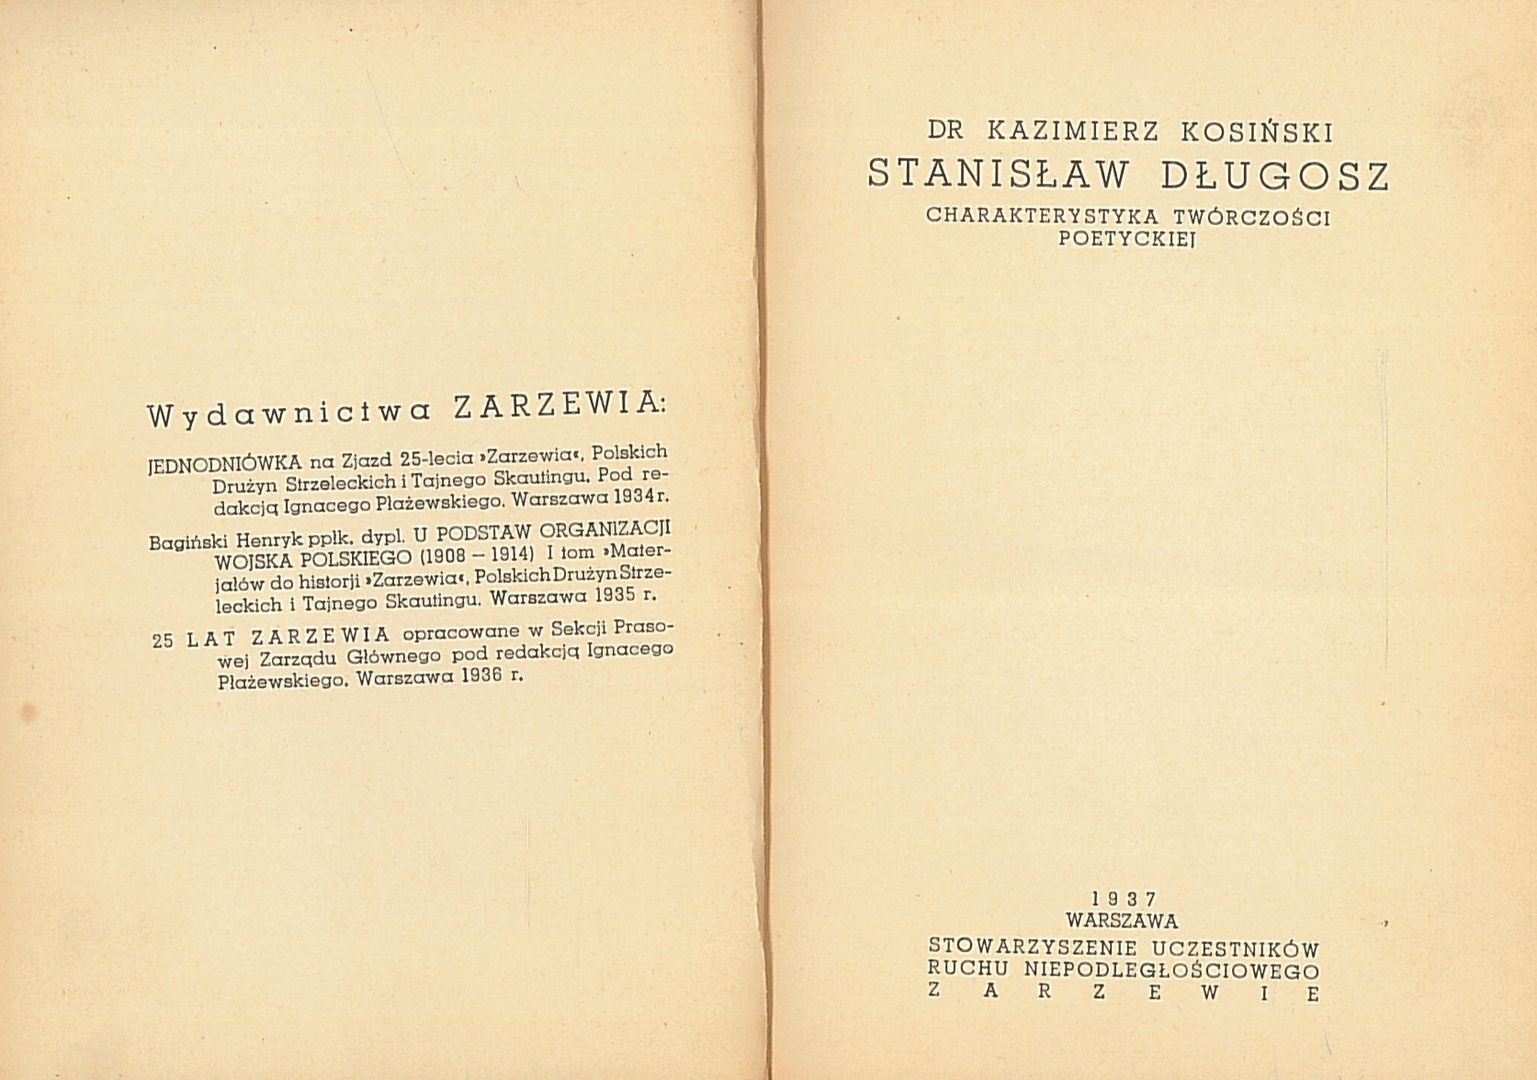 Wydawnictwa ZARZEWIA:
JEDNODNIÓWKA na Zjazd 25-lecia »Zarzewia«, Polskich
Drużyn Strzeleckich i Tajnego Skautingu. Pod re-
dakcją Ignacego Płażewskiego. Warszawa 1934 r.
Bagiński Henryk ppłk. dypl. U PODSTAW ORGANIZACJI
WOJSKA POLSKIEGO (1908 – 1914) I tom »Mater-
jałów do historji »Zarzewia«, Polskich Drużyn Strze-
leckich i Tajnego Skautingu. Warszawa 1935 r.
25 LAT ZARZEWIA opracowane w Sekcji Praso-
wej Zarządu Głównego pod redakcją Ignacego
Płażewskiego. Warszawa 1936 r.
DR KAZIMIERZ KOSIŃSKI
STANISŁAW DŁUGOSZ
CHARAKTERYSTYKA TWÓRCZOŚCI
POETYCKIEJ
1937
WARSZAWA
STOWARZYSZENIE UCZESTNIKÓW
RUCHU NIEPODLEGŁOŚCIOWEGO
ZARZEWIE